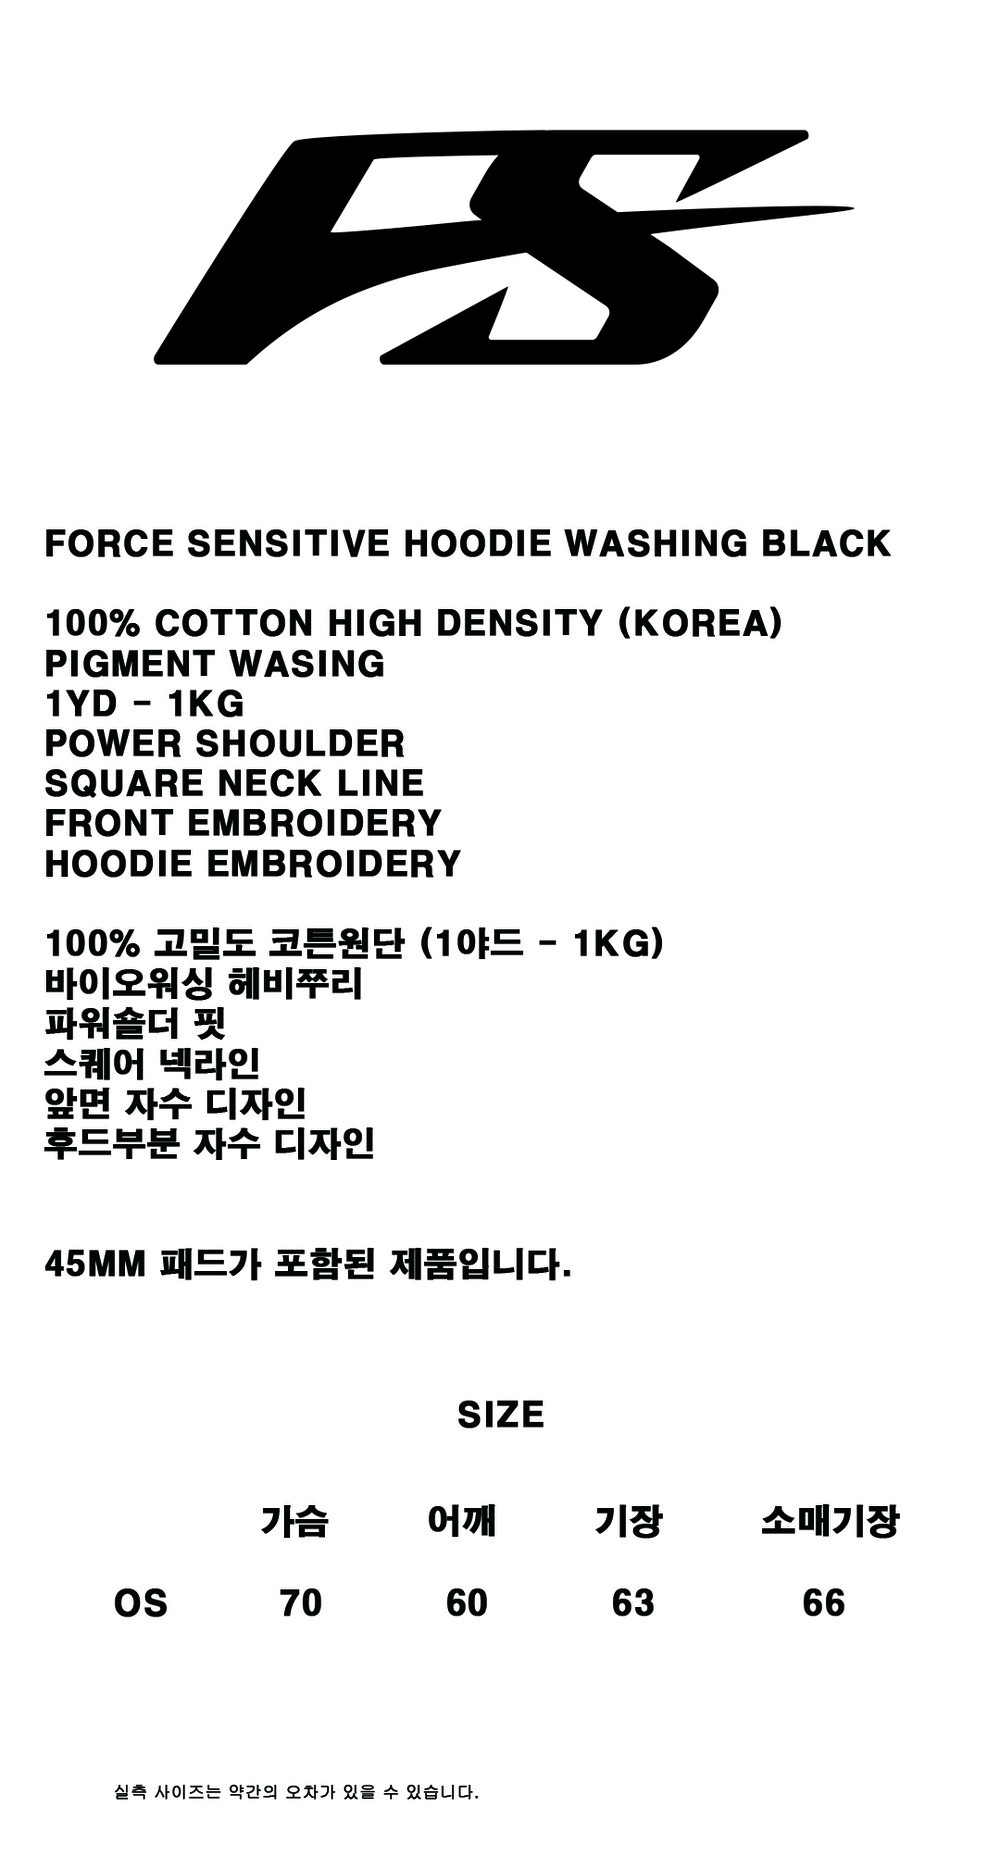 FS
FORCE SENSITIVE HOODIE WASHING BLACK
100% COTTON HIGH DENSITY (KOREA)
PIGMENT WASING
1YD - 1KG
POWER SHOULDER
SQUARE NECK LINE
FRONT EMBROIDERY
HOODIE EMBROIDERY
100% 고밀도 코튼원단 (1야드 - 1KG)
바이오워싱 헤비쭈리
파워숄더 핏
스퀘어 넥라인
앞면 자수 디자인
후드부분 자수 디자인
45MM 패드가 포함된 제품입니다.
SIZE
가슴 어깨 기장 소매기장
OS 70 60 63 66
실측 사이즈는 약간의 오차가 있을 수 있습니다.